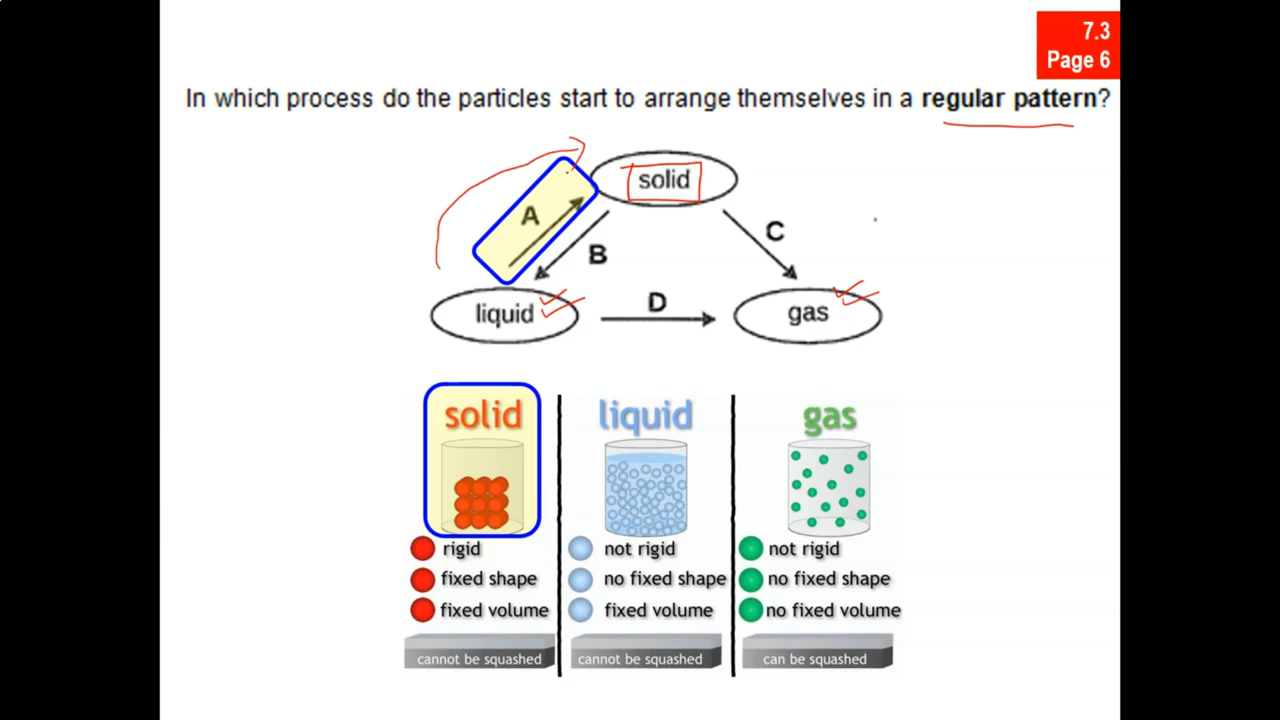 7.3
Page 6
In which process do the particles start to arrange themselves in a regular pattern?
solid
A
B
C
liquid
D
gas
solid
liquid
gas
rigid
not rigid
not rigid
fixed shape
no fixed shape
no fixed shape
fixed volume
fixed volume
no fixed volume
cannot be squashed
cannot be squashed
can be squashed